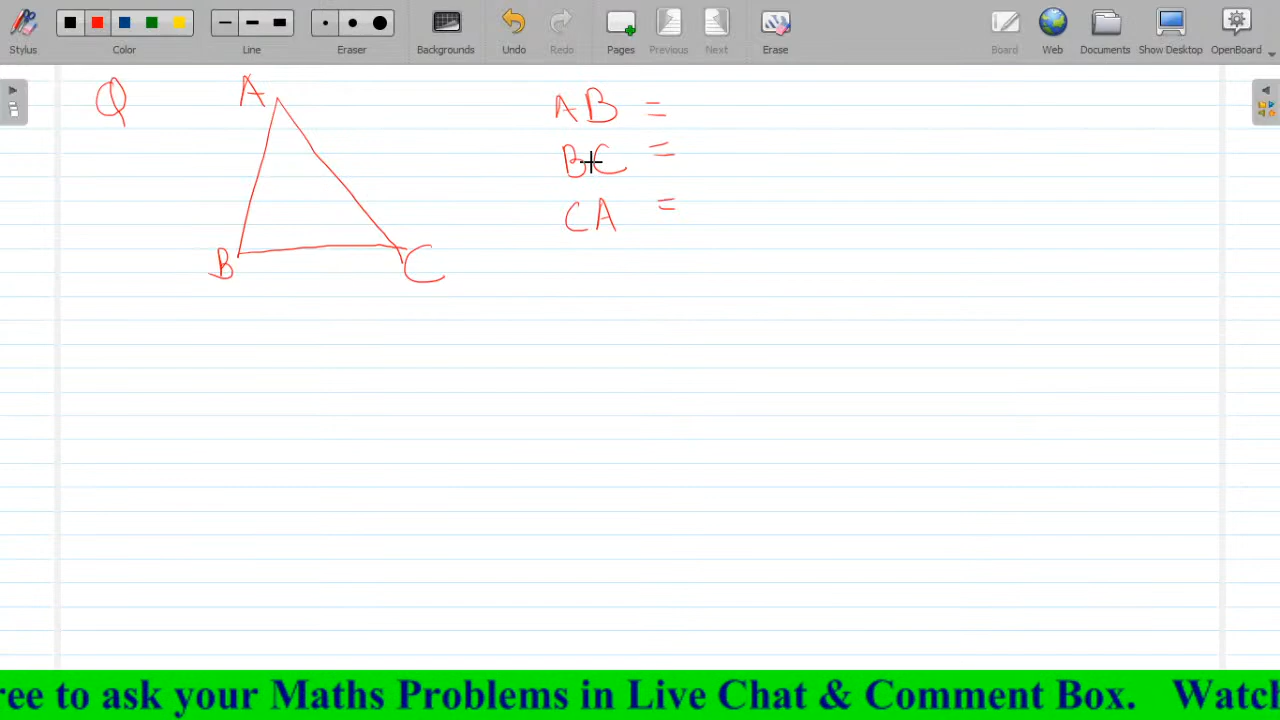 Stylus
Color
Line
Eraser
Backgrounds
Undo
Redo
Pages
Previous
Next
Erase
Board
Web
Documents
Show Desktop
OpenBoard
Q
A
B
C
AB =
BC =
CA =
ree to ask your Maths Problems in Live Chat & Comment Box. Watch